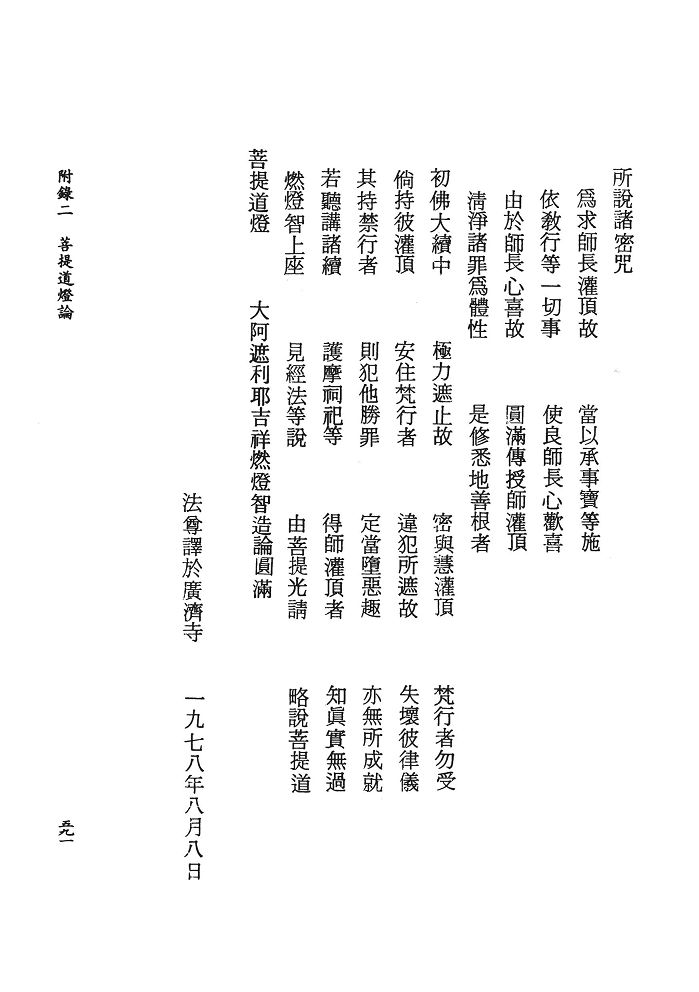 所說諸密咒
爲求師長灌頂故　當以承事寶等施
依教行等一切事　使良師長心歡喜
由於師長心喜故　圓滿傳授師灌頂
清淨諸罪爲體性　是修悉地善根者
初佛大續中　極力遮止故　密與慧灌頂　梵行者勿受
倘持彼灌頂　安住梵行者　違犯所遮故　失壞彼律儀
其持禁行者　則犯他勝罪　定當墮惡趣　亦無所成就
若聽講諸續　護摩祠祀等　得師灌頂者　知眞實無過
燃燈智上座　見經法等說　由菩提光請　略說菩提道
菩提道燈　大阿遮利耶吉祥燃燈智造論圓滿
法尊譯於廣濟寺　一九七八年八月八日
附錄二　菩提道燈論
五九一